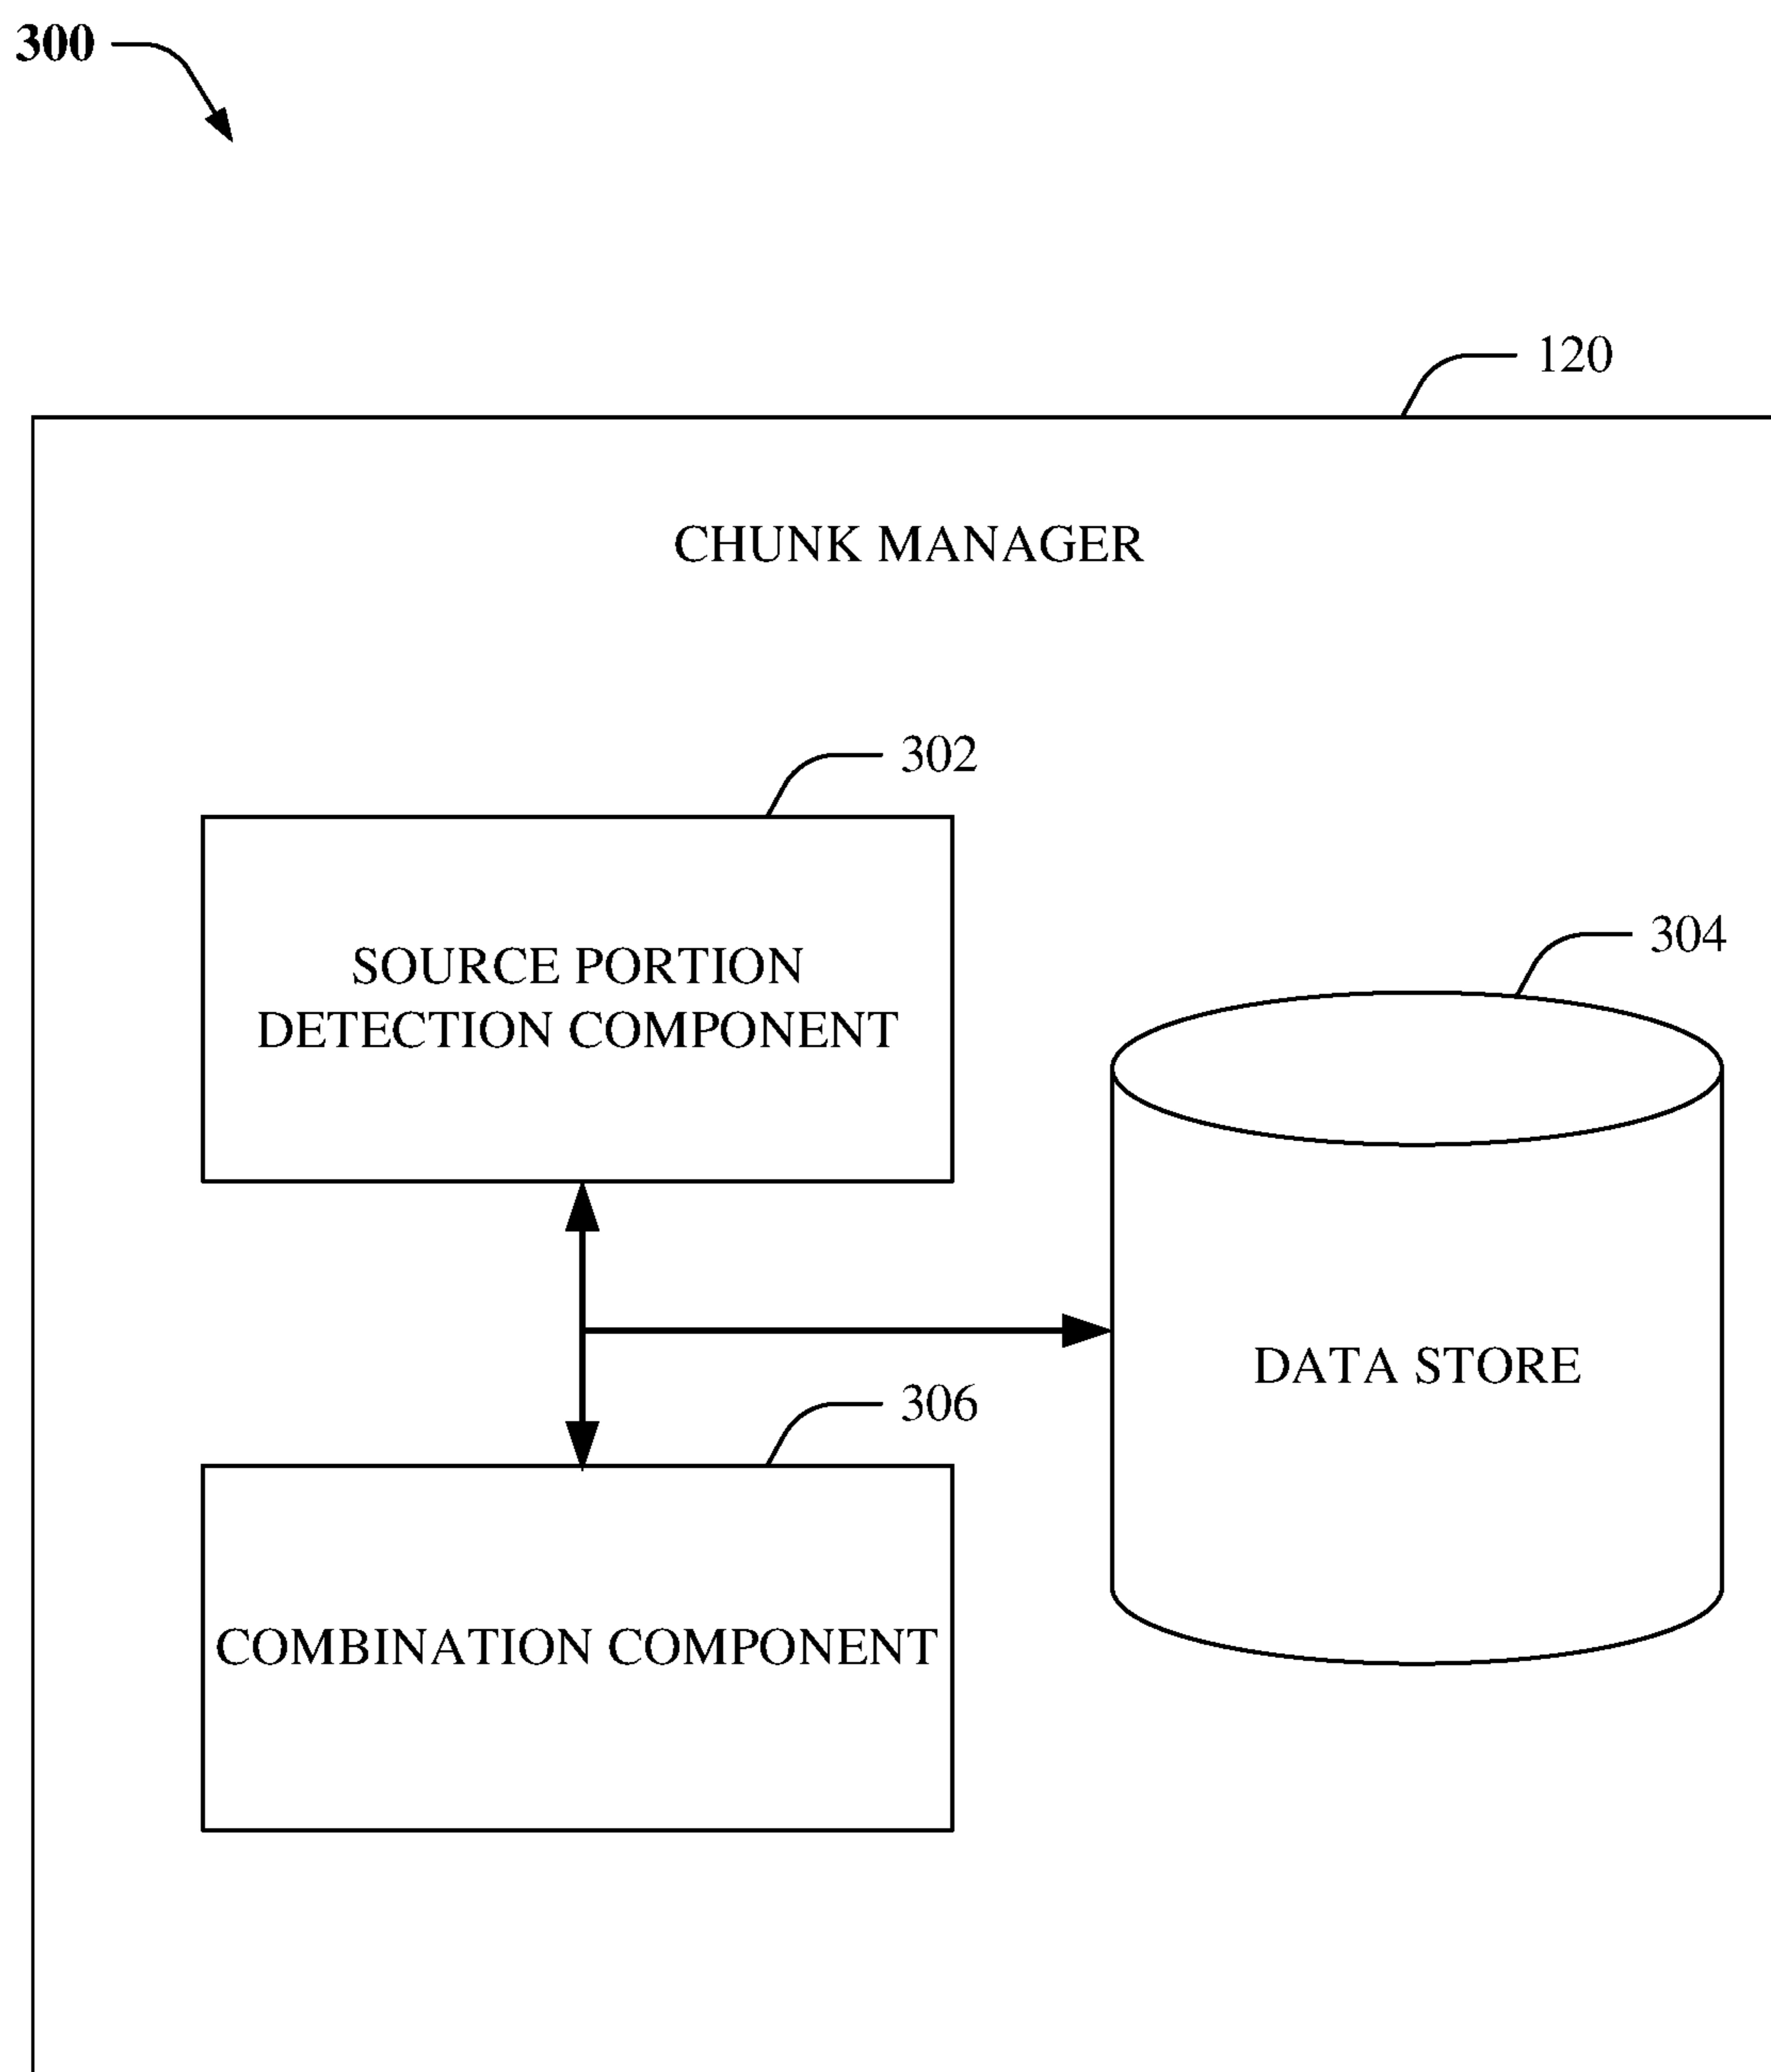 300
120
CHUNK MANAGER
302
SOURCE PORTION
DETECTION COMPONENT
304
DATA STORE
306
COMBINATION COMPONENT